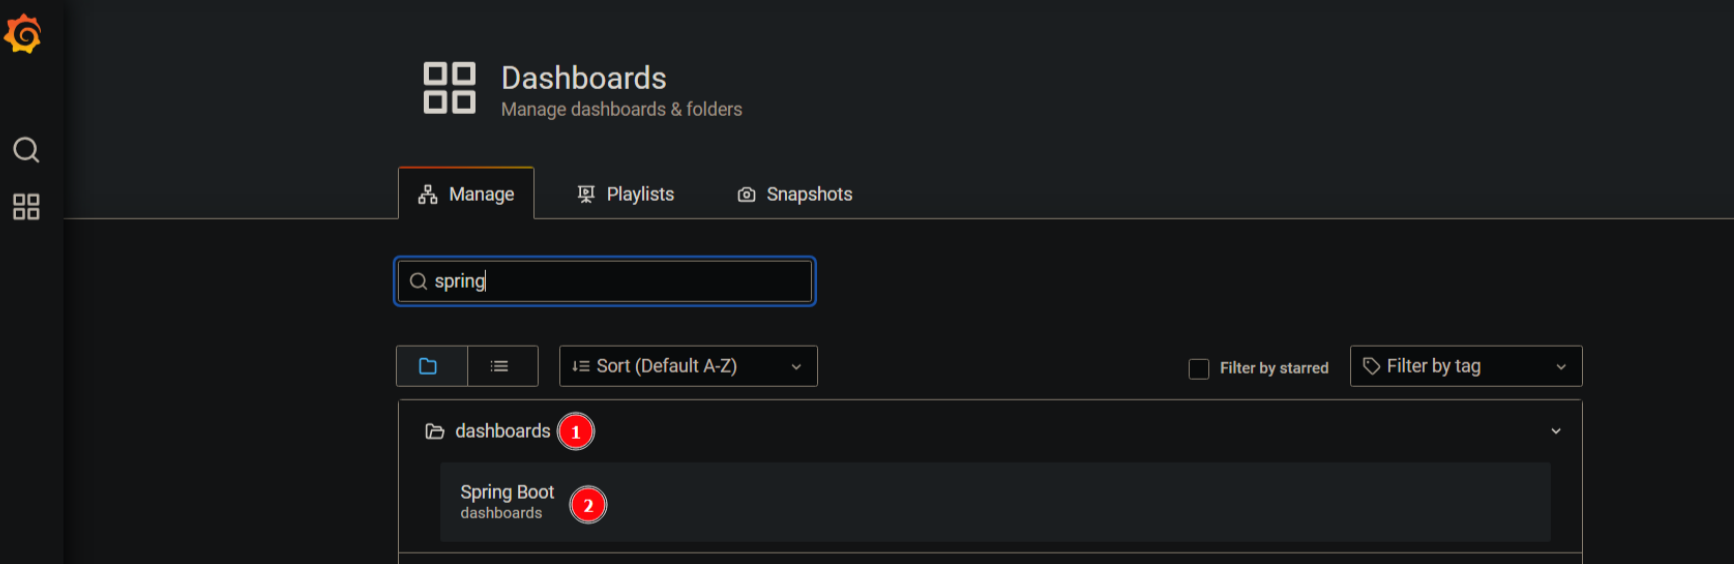 Dashboards
Manage dashboards & folders
Manage
Playlists
Snapshots
spring
Sort (Default A-Z)
Filter by starred
Filter by tag
dashboards 1
Spring Boot
dashboards
2